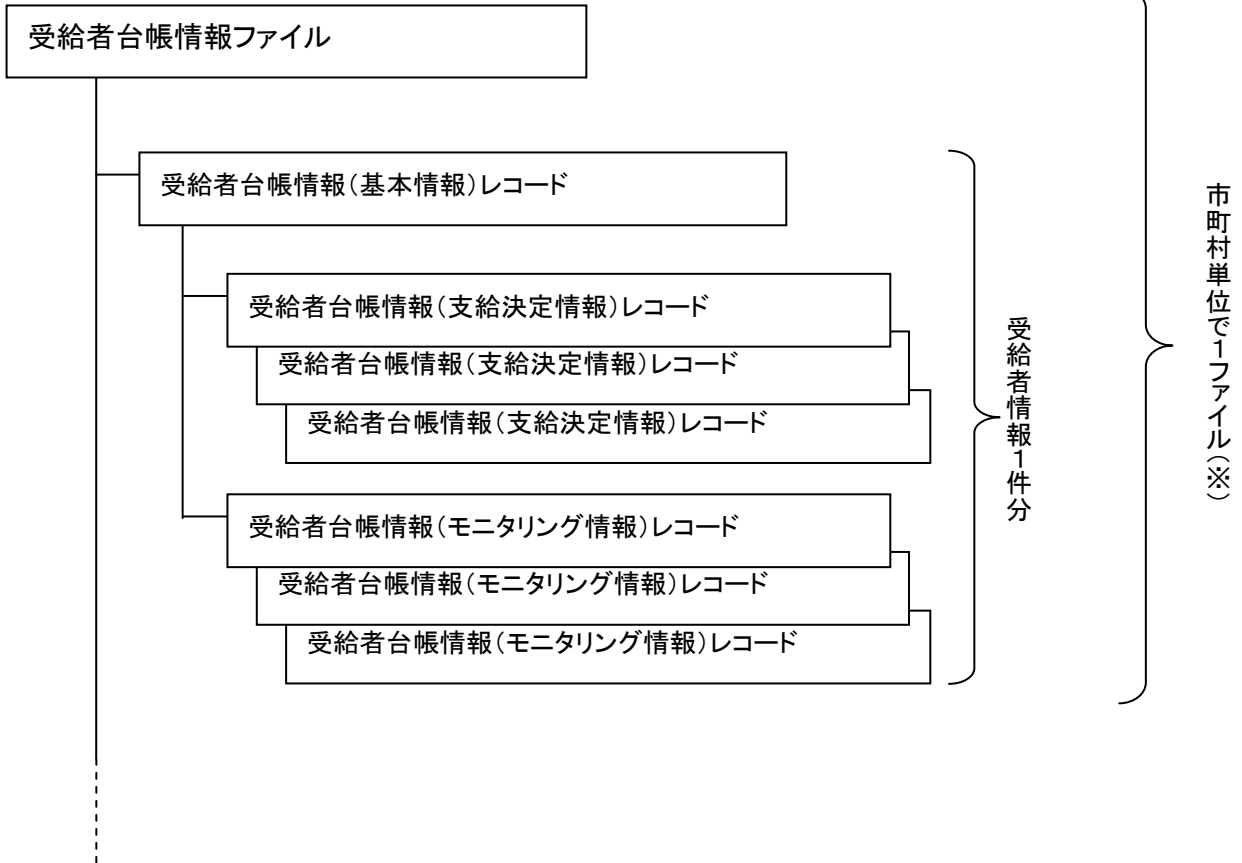 受給者台帳情報ファイル
受給者台帳情報(基本情報)レコード
受給者台帳情報(支給決定情報)レコード
受給者台帳情報(支給決定情報)レコード
受給者台帳情報(支給決定情報)レコード
受給者台帳情報(モニタリング情報)レコード
受給者台帳情報(モニタリング情報)レコード
受給者台帳情報(モニタリング情報)レコード
受給者情報1件分
市町村単位で1ファイル(※)